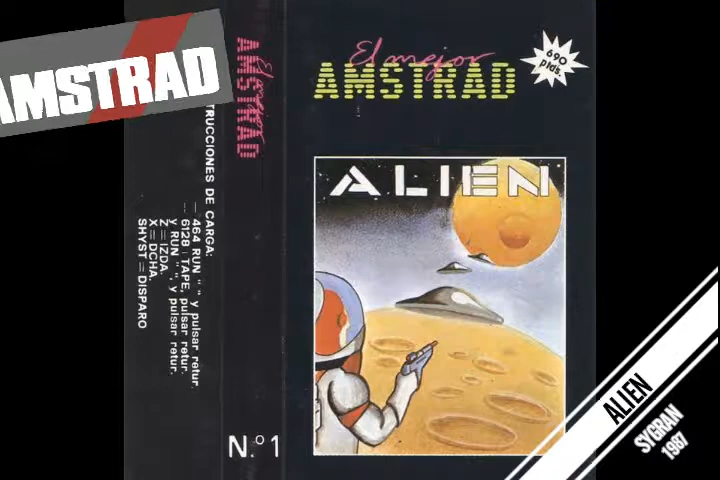 AMSTRAD
El mejor
AMSTRAD
TRUCCIONES DE CARGA:
— 464 RUN " " y pulsar retur.
— 6128 | TAPE, pulsar retur.
y RUN " ", y pulsar retur.
Z = IZDA.
X = DCHA.
SHYST = DISPARO
N.º 1
El mejor
AMSTRAD
690
ptds.
ALIEN
ALIEN
SYGRAN
1987